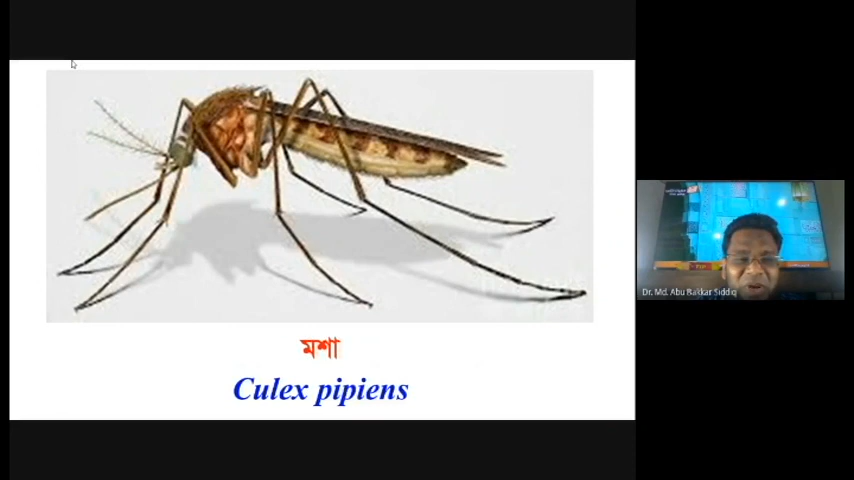 মশা
Culex pipiens
Dr. Md. Abu Bakkar Siddiq